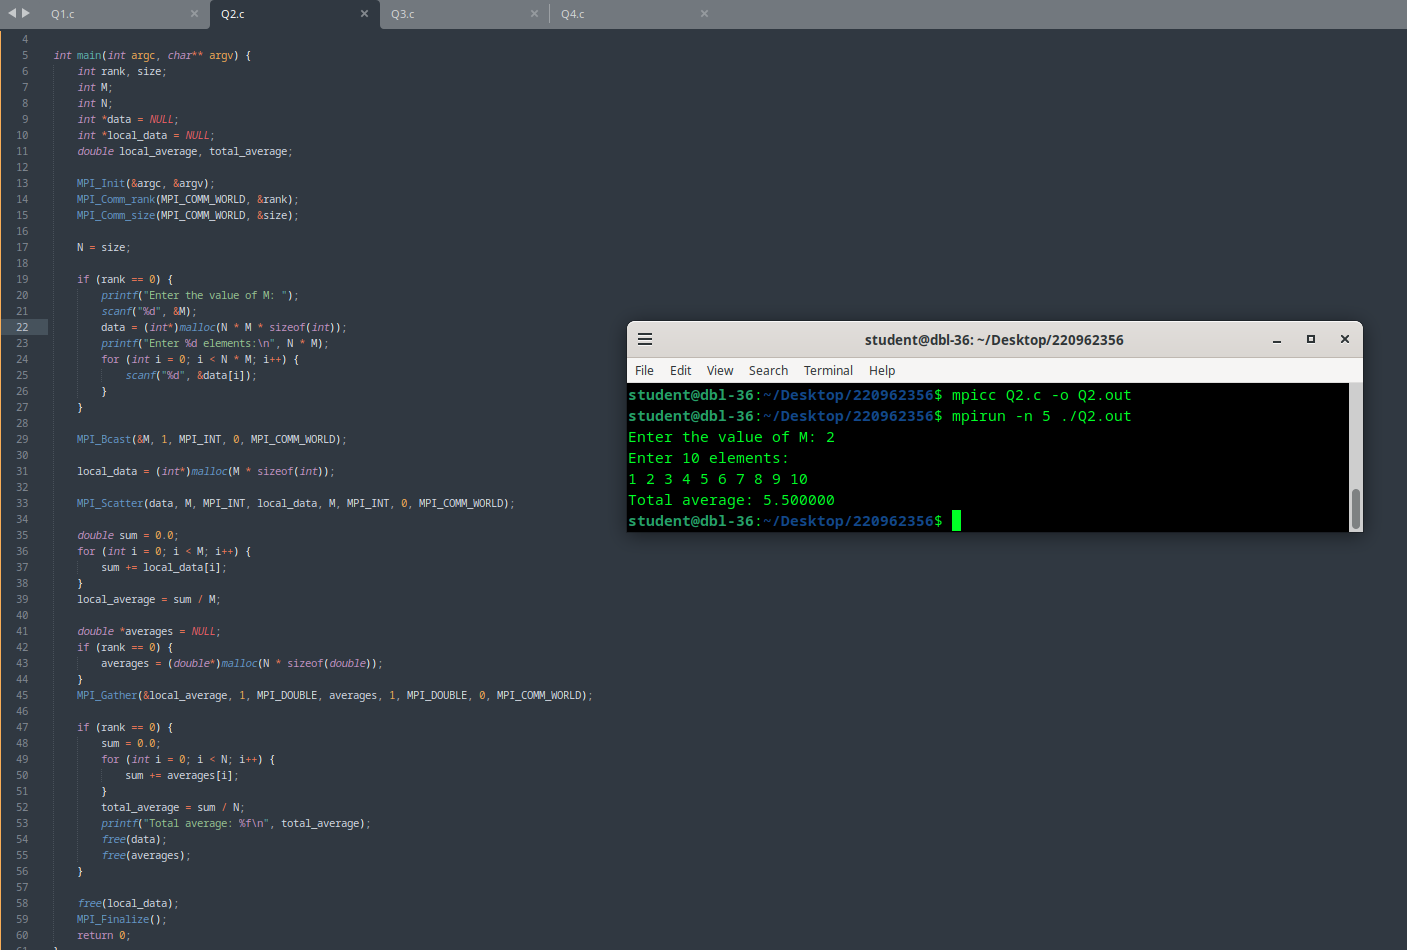 Q1.c
Q2.c
Q3.c
Q4.c
4
5 int main(int argc, char** argv) {
6 int rank, size;
7 int M;
8 int N;
9 int *data = NULL;
10 int *local_data = NULL;
11 double local_average, total_average;
12
13 MPI_Init(&argc, &argv);
14 MPI_Comm_rank(MPI_COMM_WORLD, &rank);
15 MPI_Comm_size(MPI_COMM_WORLD, &size);
16
17 N = size;
18
19 if (rank == 0) {
20 printf("Enter the value of M: ");
21 scanf("%d", &M);
22 data = (int*)malloc(N * M * sizeof(int));
23 printf("Enter %d elements:\n", N * M);
24 for (int i = 0; i < N * M; i++) {
25 scanf("%d", &data[i]);
26 }
27 }
28
29 MPI_Bcast(&M, 1, MPI_INT, 0, MPI_COMM_WORLD);
30
31 local_data = (int*)malloc(M * sizeof(int));
32
33 MPI_Scatter(data, M, MPI_INT, local_data, M, MPI_INT, 0, MPI_COMM_WORLD);
34
35 double sum = 0.0;
36 for (int i = 0; i < M; i++) {
37 sum += local_data[i];
38 }
39 local_average = sum / M;
40
41 double *averages = NULL;
42 if (rank == 0) {
43 averages = (double*)malloc(N * sizeof(double));
44 }
45 MPI_Gather(&local_average, 1, MPI_DOUBLE, averages, 1, MPI_DOUBLE, 0, MPI_COMM_WORLD);
46
47 if (rank == 0) {
48 sum = 0.0;
49 for (int i = 0; i < N; i++) {
50 sum += averages[i];
51 }
52 total_average = sum / N;
53 printf("Total average: %f\n", total_average);
54 free(data);
55 free(averages);
56 }
57
58 free(local_data);
59 MPI_Finalize();
60 return 0;
61 }
student@dbl-36: ~/Desktop/220962356
File Edit View Search Terminal Help
student@dbl-36:~/Desktop/220962356$ mpicc Q2.c -o Q2.out
student@dbl-36:~/Desktop/220962356$ mpirun -n 5 ./Q2.out
Enter the value of M: 2
Enter 10 elements:
1 2 3 4 5 6 7 8 9 10
Total average: 5.500000
student@dbl-36:~/Desktop/220962356$